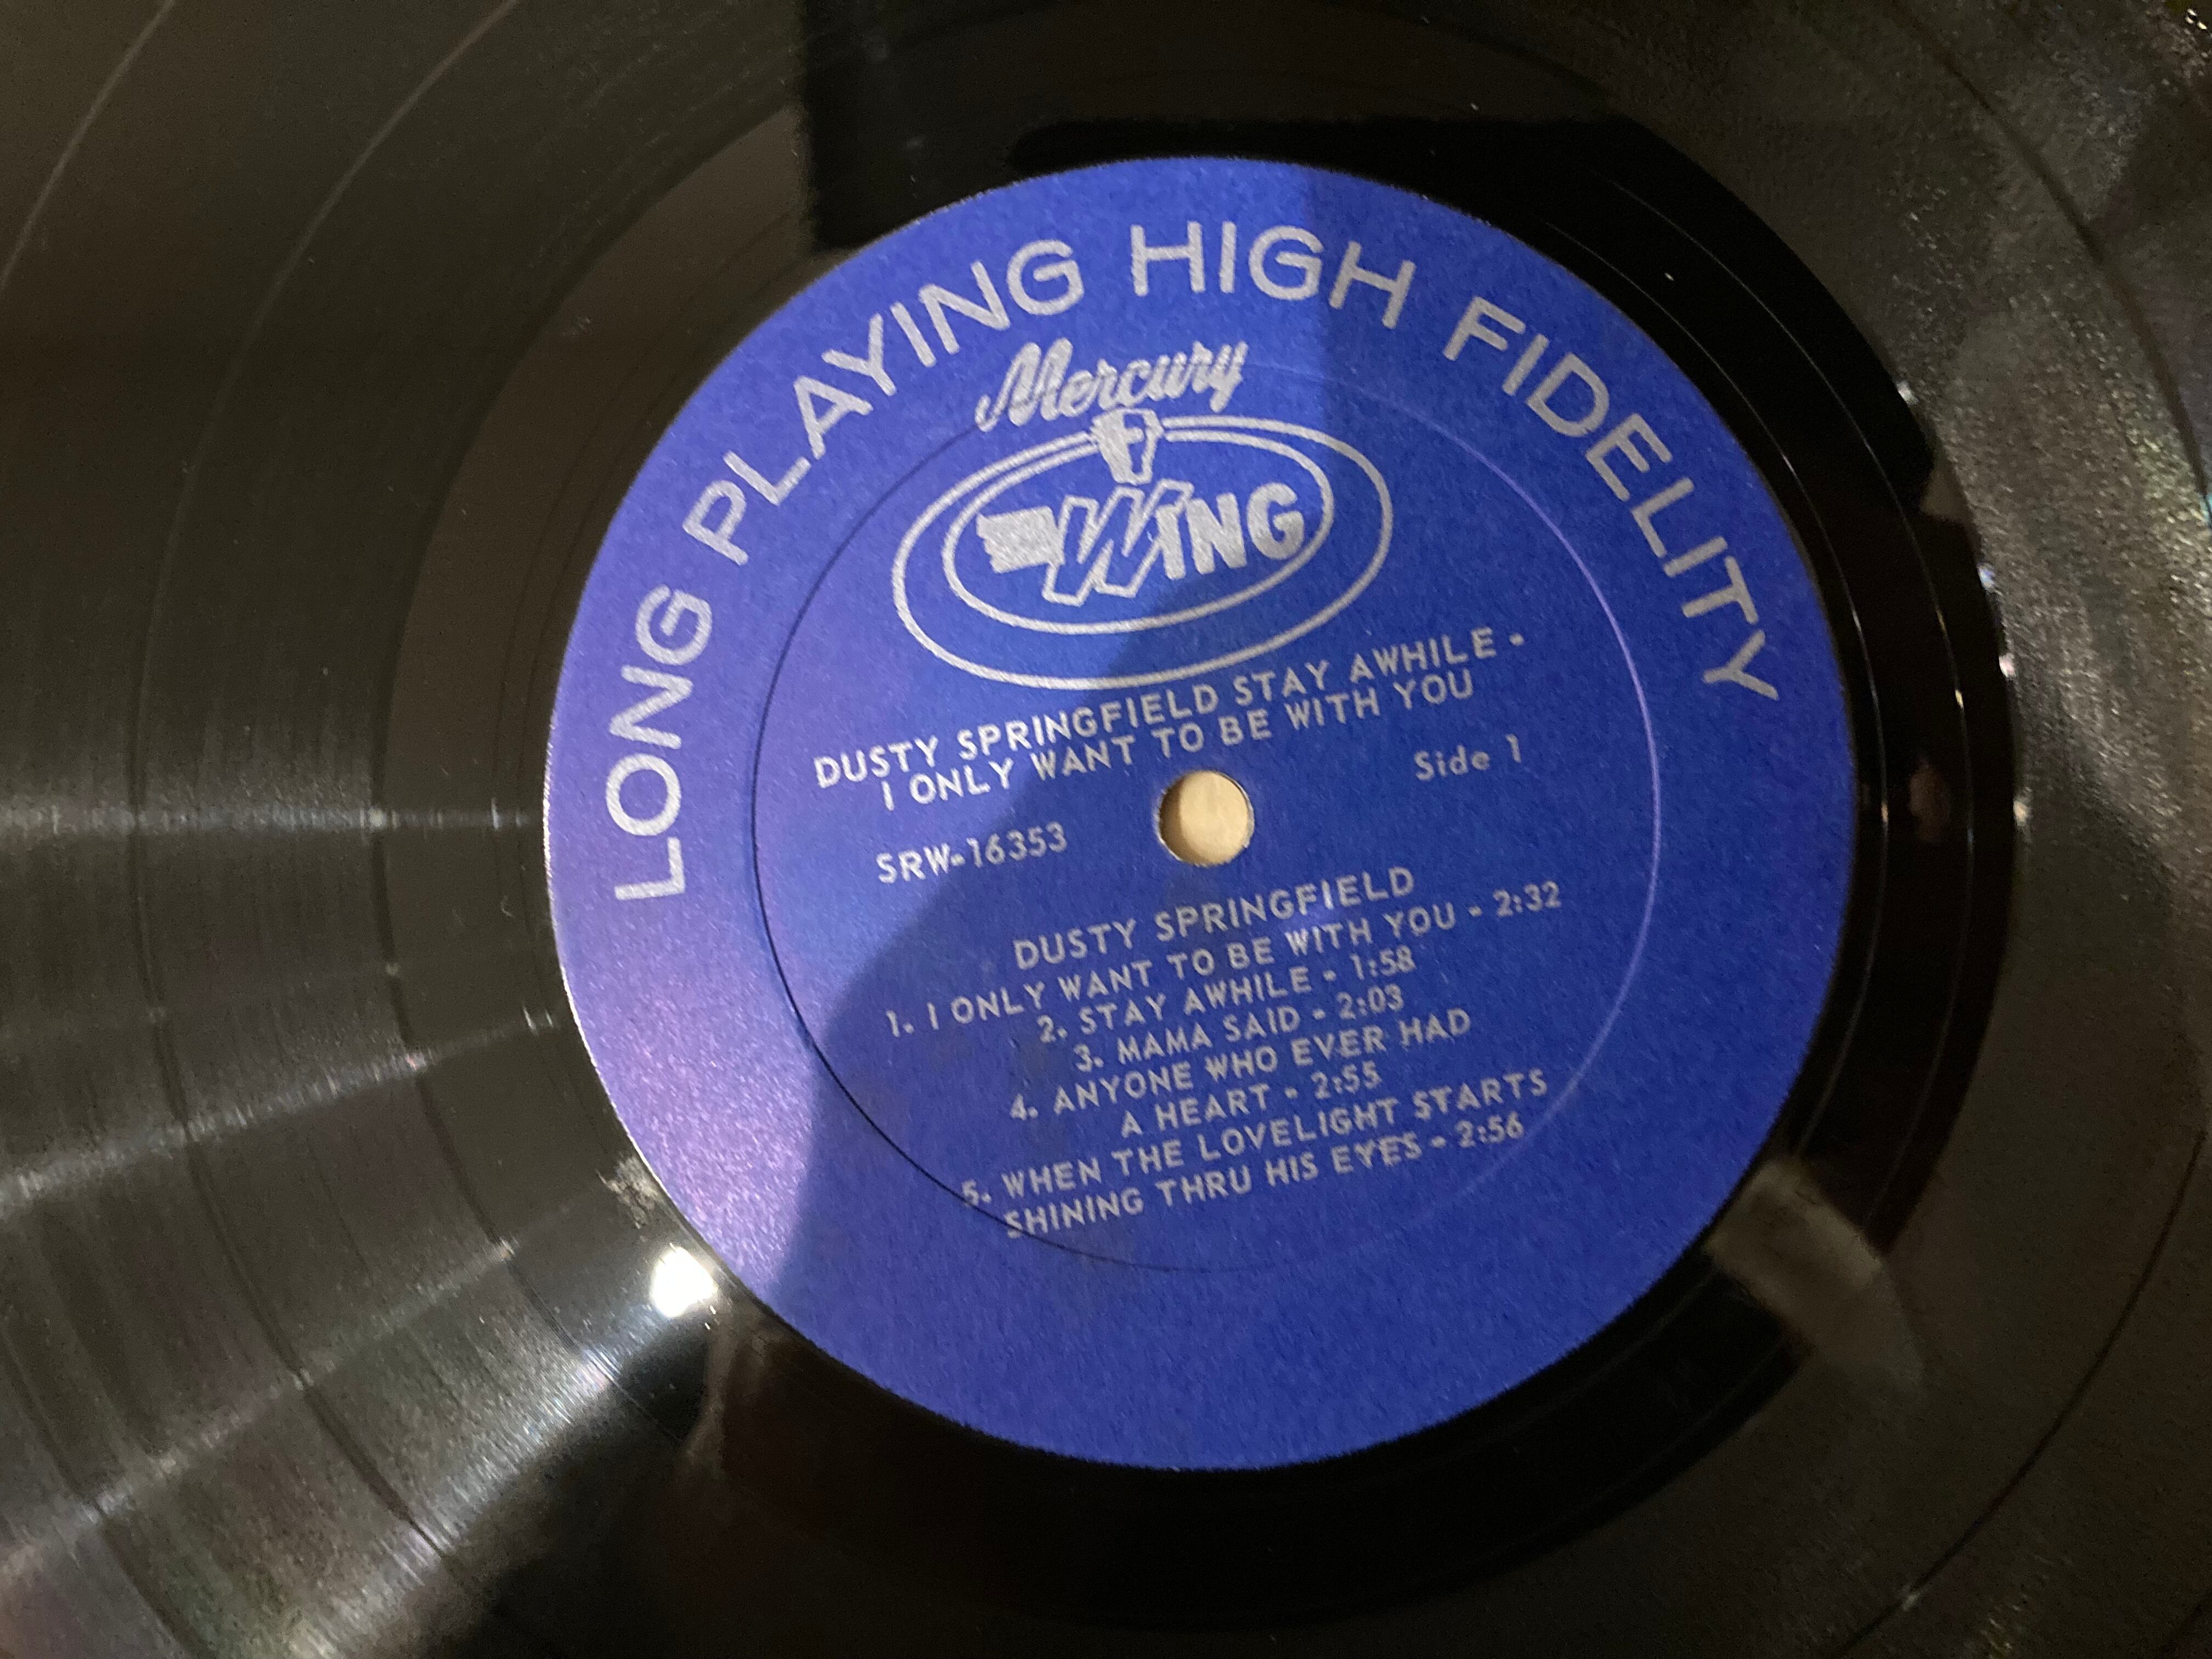 LONG PLAYING HIGH FIDELITY
Mercury
WING
DUSTY SPRINGFIELD STAY AWHILE -
I ONLY WANT TO BE WITH YOU
Side 1
SRW-16353
DUSTY SPRINGFIELD
1. I ONLY WANT TO BE WITH YOU - 2:32
2. STAY AWHILE - 1:58
3. MAMA SAID - 2:03
4. ANYONE WHO EVER HAD
A HEART - 2:55
5. WHEN THE LOVELIGHT STARTS
SHINING THRU HIS EYES - 2:56